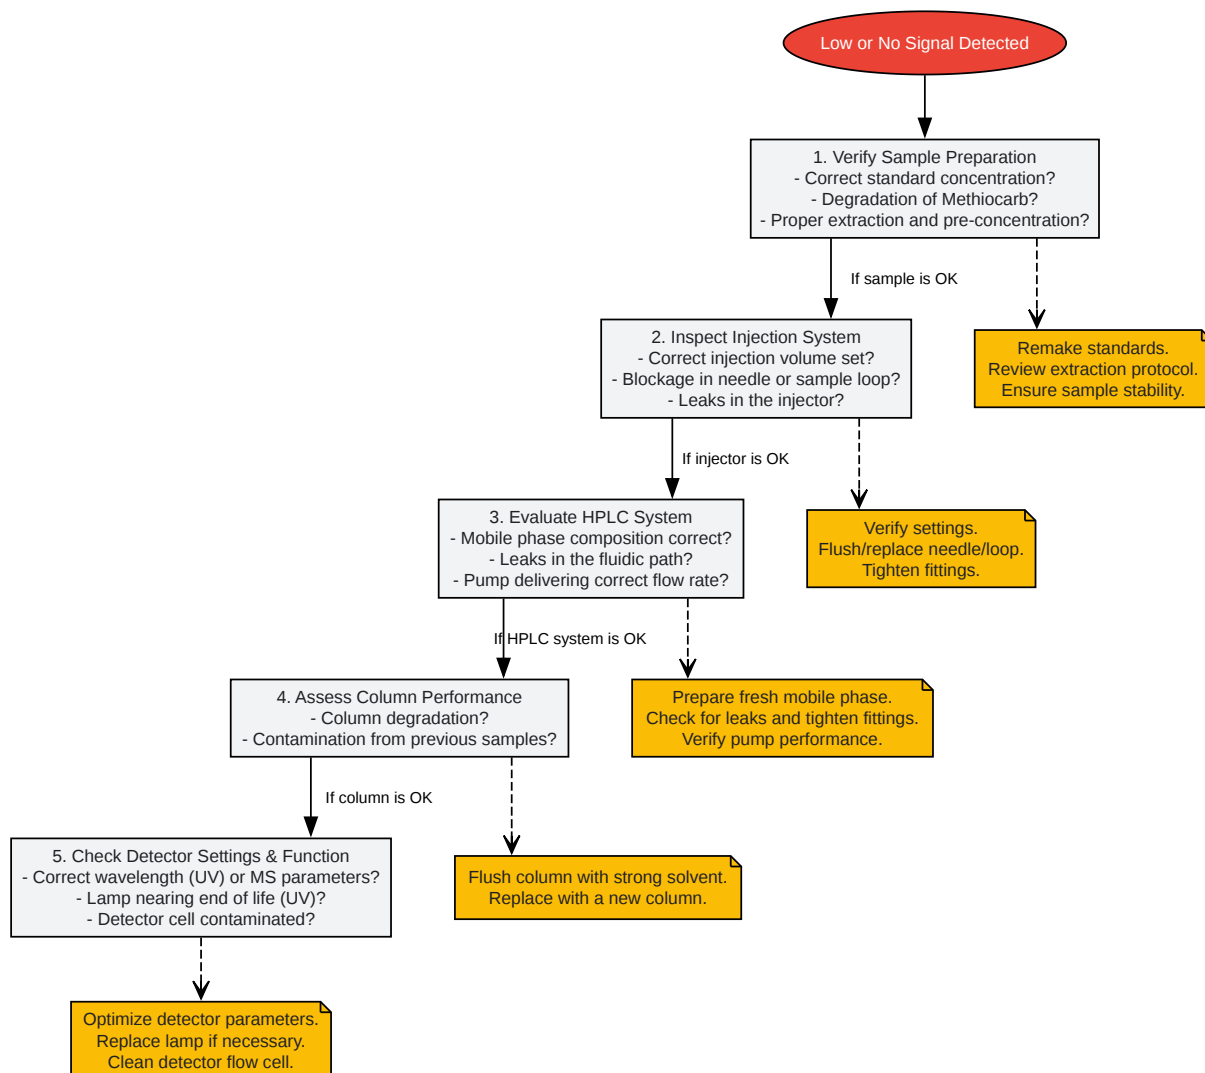 Low or No Signal Detected
1. Verify Sample Preparation
- Correct standard concentration?
- Degradation of Methiocarb?
- Proper extraction and pre-concentration?
If sample is OK
Remake standards.
Review extraction protocol.
Ensure sample stability.
2. Inspect Injection System
- Correct injection volume set?
- Blockage in needle or sample loop?
- Leaks in the injector?
If injector is OK
Verify settings.
Flush/replace needle/loop.
Tighten fittings.
3. Evaluate HPLC System
- Mobile phase composition correct?
- Leaks in the fluidic path?
- Pump delivering correct flow rate?
If HPLC system is OK
Prepare fresh mobile phase.
Check for leaks and tighten fittings.
Verify pump performance.
4. Assess Column Performance
- Column degradation?
- Contamination from previous samples?
If column is OK
Flush column with strong solvent.
Replace with a new column.
5. Check Detector Settings & Function
- Correct wavelength (UV) or MS parameters?
- Lamp nearing end of life (UV)?
- Detector cell contaminated?
Optimize detector parameters.
Replace lamp if necessary.
Clean detector flow cell.